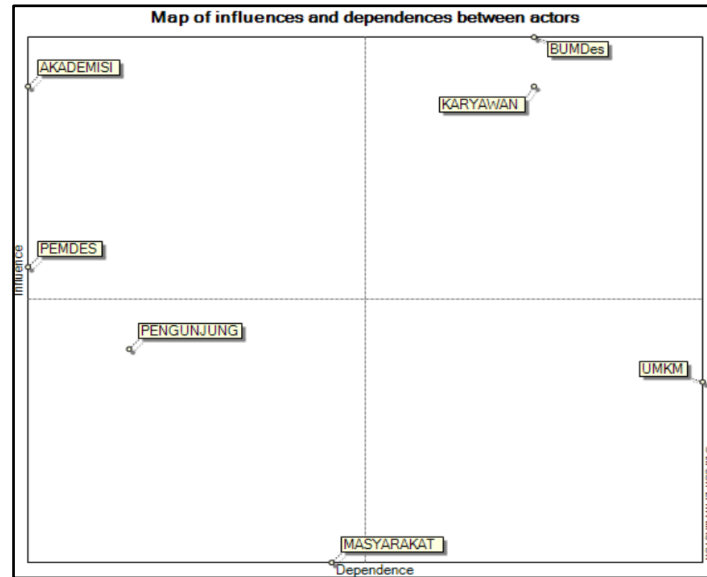 Map of influences and dependences between actors
BUMDes
AKADEMISI
KARYAWAN
PEMDES
Influence
PENGUNJUNG
UMKM
MASYARAKAT
Dependence